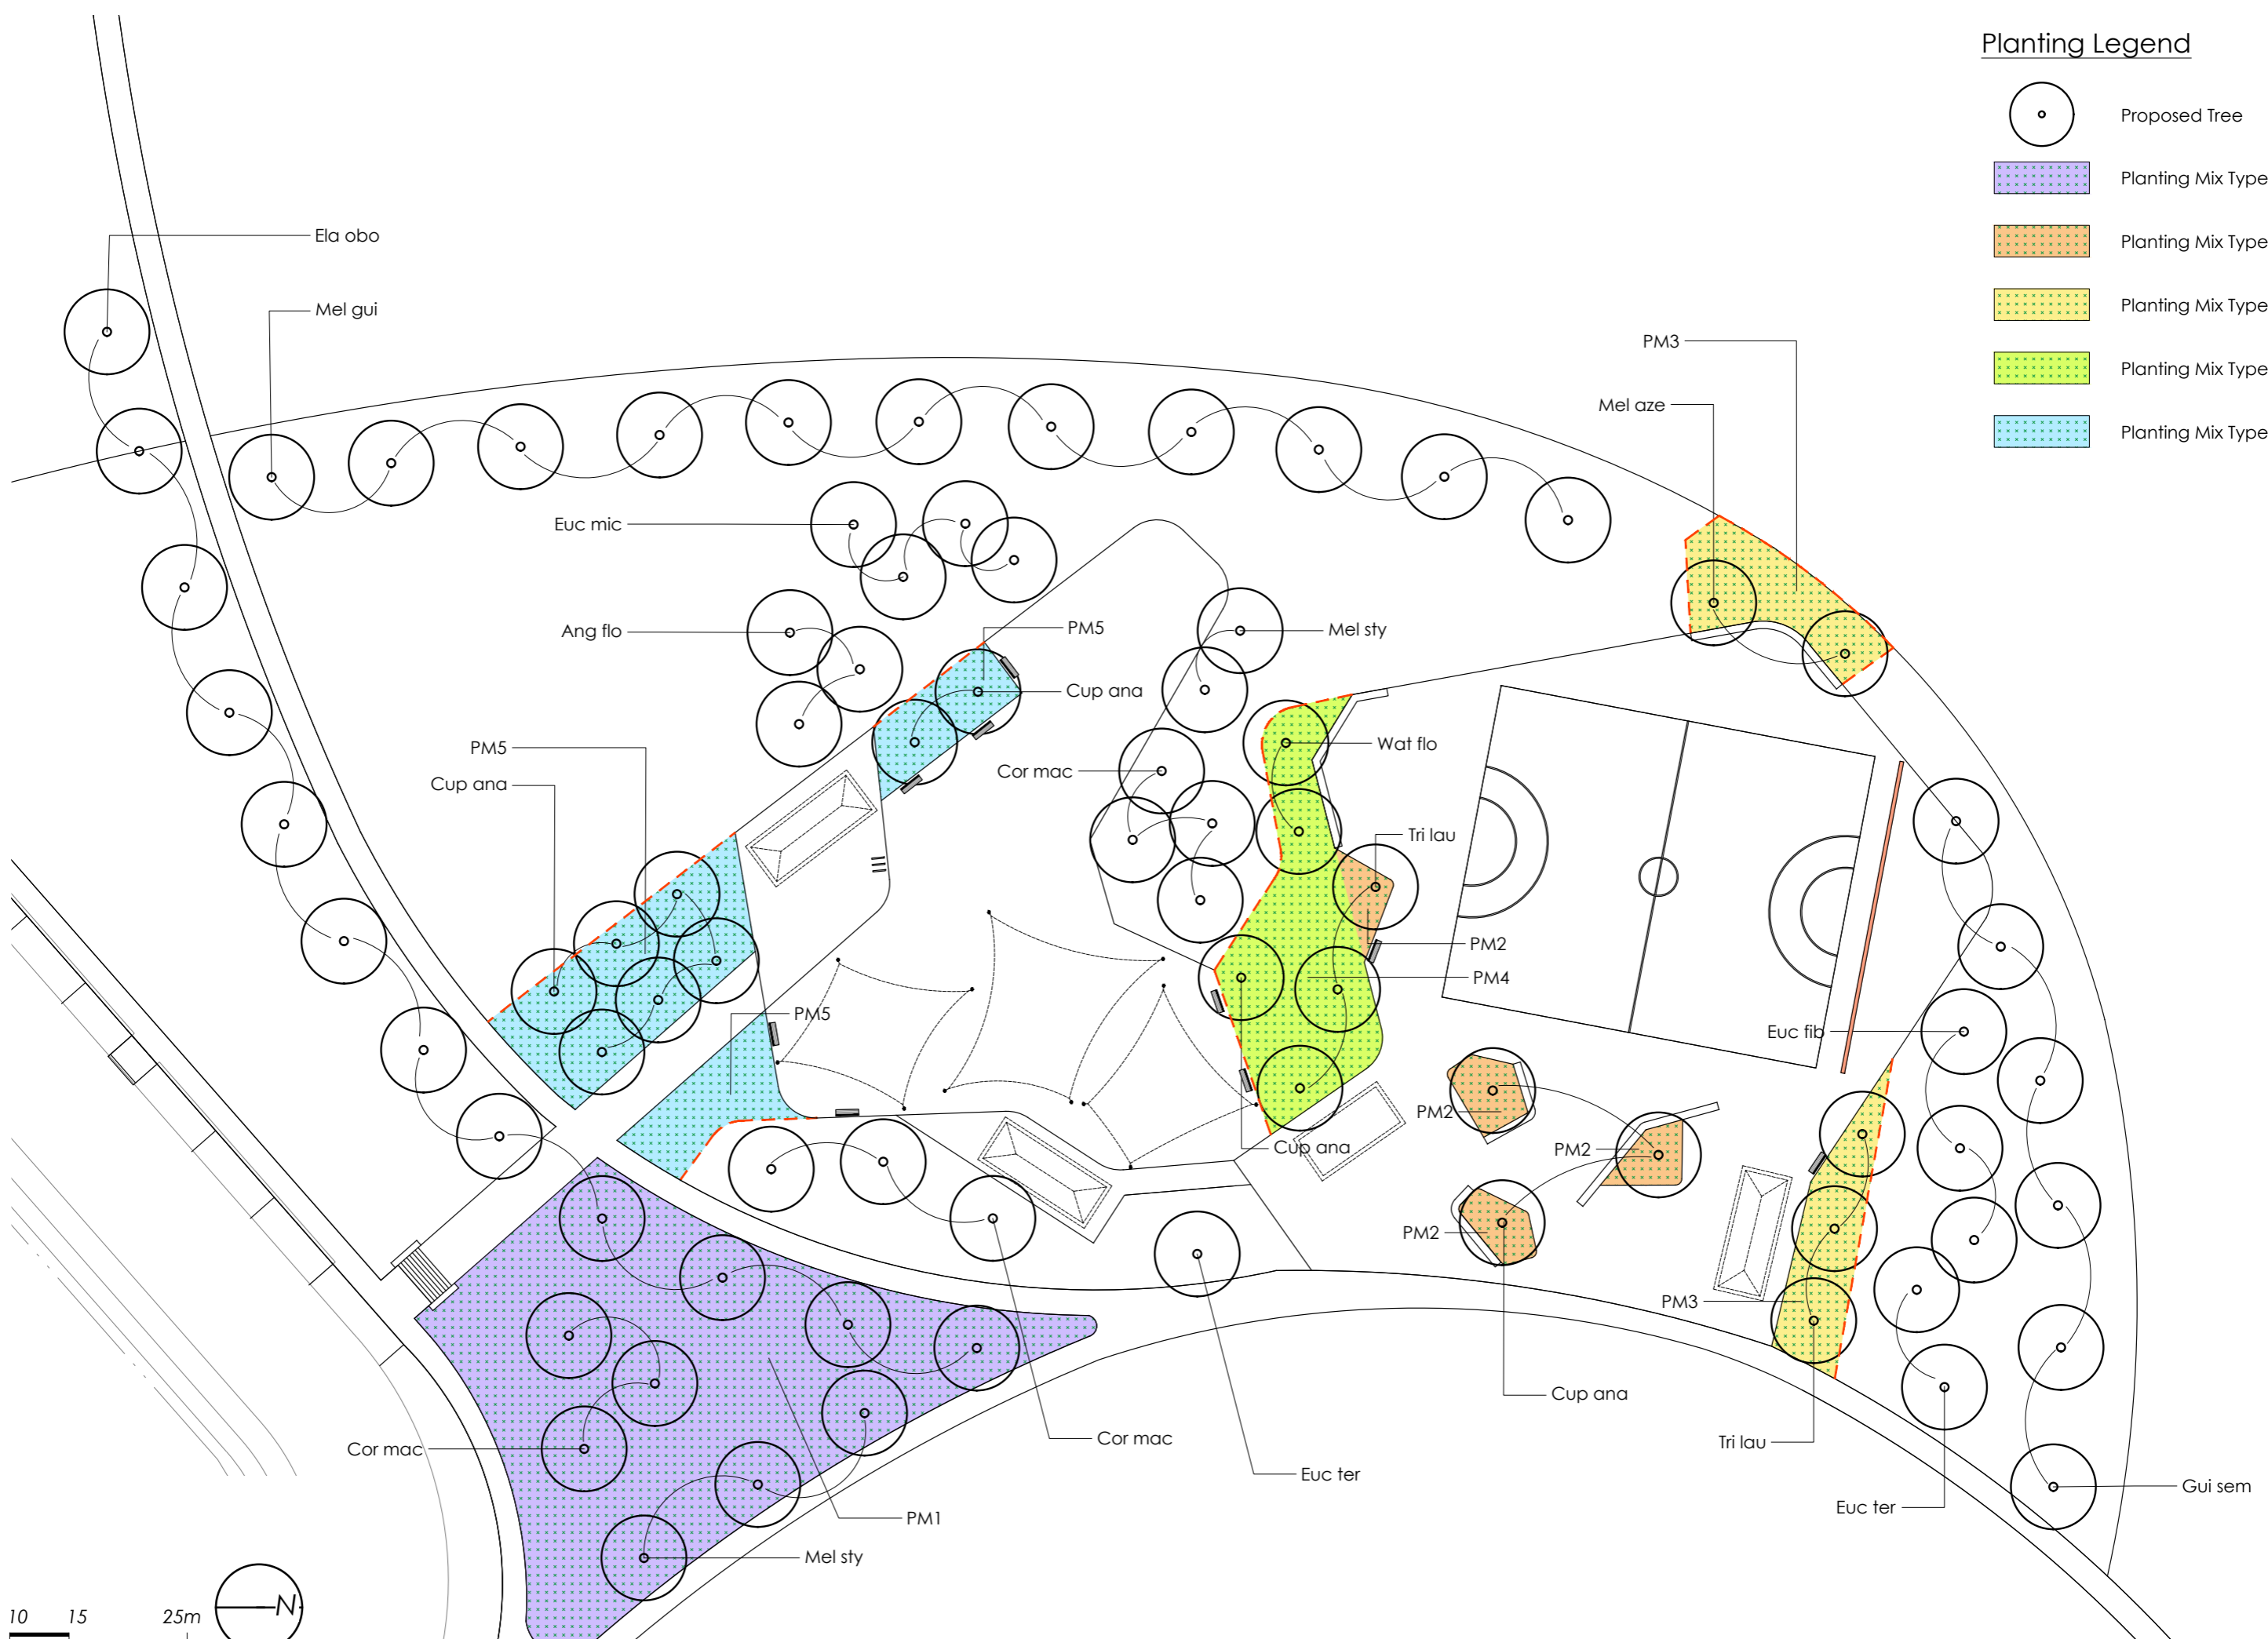 Planting Legend
Proposed Tree
Planting Mix Type
Planting Mix Type
Planting Mix Type
Planting Mix Type
Planting Mix Type
Ela obo
Mel gui
PM3
Mel aze
Euc mic
Ang flo
PM5
Mel sty
Cup ana
PM5
Wat flo
Cor mac
Cup ana
Tri lau
PM2
PM4
PM5
Euc fib
PM2
Cup ana
PM2
PM2
PM3
Cup ana
Cor mac
Cor mac
Tri lau
Euc ter
Gui sem
Euc ter
PM1
Mel sty
N
10 15 25m